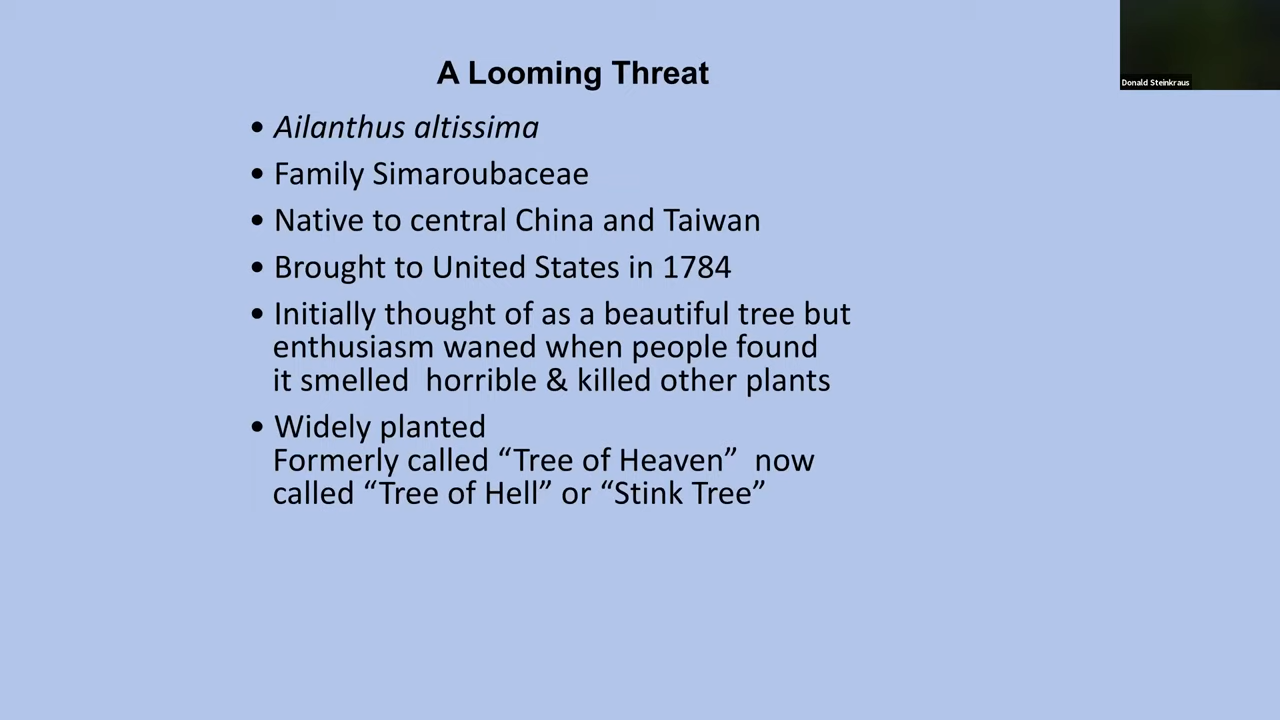 A Looming Threat
Donald Steinkraus
• Ailanthus altissima
• Family Simaroubaceae
• Native to central China and Taiwan
• Brought to United States in 1784
• Initially thought of as a beautiful tree but
enthusiasm waned when people found
it smelled  horrible & killed other plants
• Widely planted
Formerly called “Tree of Heaven”  now
called “Tree of Hell” or “Stink Tree”